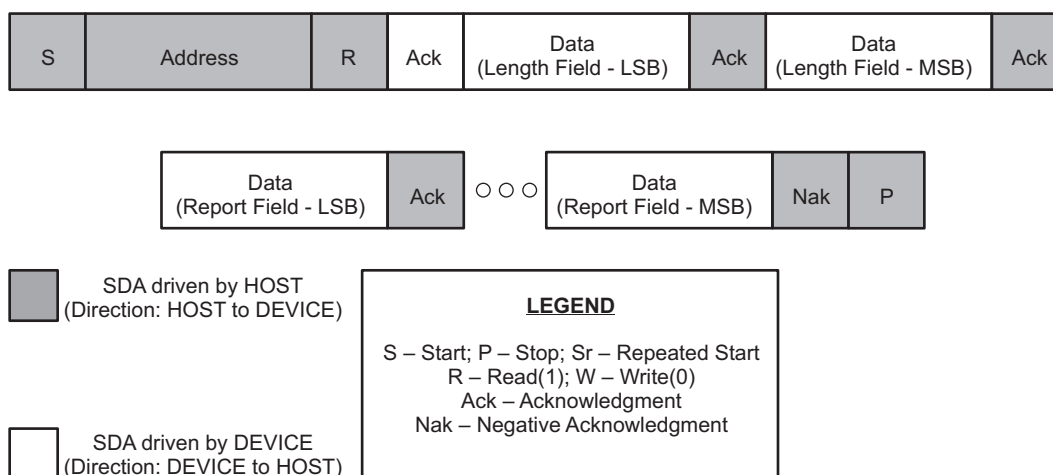 S Address R Ack Data (Length Field - LSB) Ack Data (Length Field - MSB) Ack
Data (Report Field - LSB) Ack ○○○ Data (Report Field - MSB) Nak P
SDA driven by HOST
(Direction: HOST to DEVICE)
LEGEND
S – Start; P – Stop; Sr – Repeated Start
R – Read(1); W – Write(0)
Ack – Acknowledgment
Nak – Negative Acknowledgment
SDA driven by DEVICE
(Direction: DEVICE to HOST)